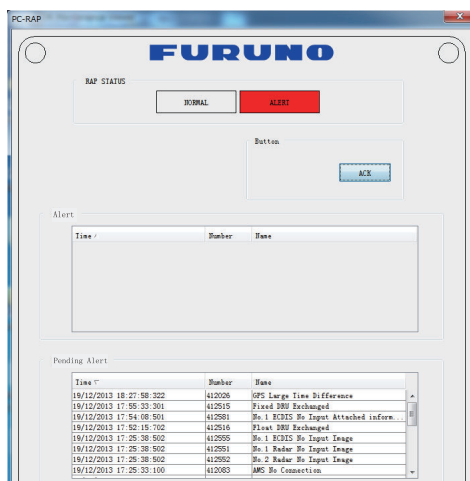 PC-RAP
FURUNO
RAP STATUS
NORMAL ALERT
Button
ACK
Alert
Time Number Name
Pending Alert
Time Number Name
19/12/2013 18:27:58:322 412026 GPS Large Time Difference
19/12/2013 17:55:33:301 412515 Fixed DRU Exchanged
19/12/2013 17:54:08:501 412581 No.1 ECDIS No Input Attached inform...
19/12/2013 17:52:15:702 412516 Float DRU Exchanged
19/12/2013 17:25:38:502 412555 No.1 ECDIS No Input Image
19/12/2013 17:25:38:502 412551 No.1 Radar No Input Image
19/12/2013 17:25:38:502 412552 No.2 Radar No Input Image
19/12/2013 17:25:33:100 412083 AMS No Connection